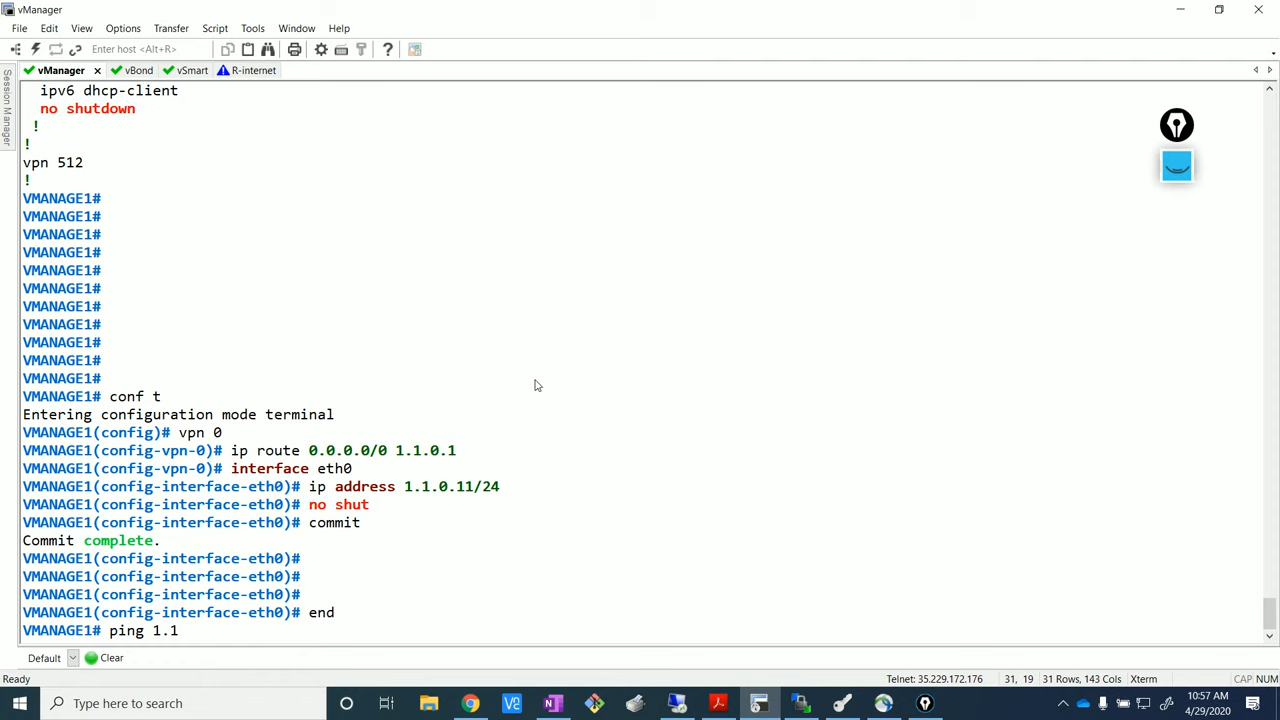 vManager
File Edit View Options Transfer Script Tools Window Help
Enter host <Alt+R>
vManager vBond vSmart R-internet
Session Manager
ipv6 dhcp-client
no shutdown
!
!
vpn 512
!
VMANAGE1#
VMANAGE1#
VMANAGE1#
VMANAGE1#
VMANAGE1#
VMANAGE1#
VMANAGE1#
VMANAGE1#
VMANAGE1#
VMANAGE1#
VMANAGE1#
VMANAGE1# conf t
Entering configuration mode terminal
VMANAGE1(config)# vpn 0
VMANAGE1(config-vpn-0)# ip route 0.0.0.0/0 1.1.0.1
VMANAGE1(config-vpn-0)# interface eth0
VMANAGE1(config-interface-eth0)# ip address 1.1.0.11/24
VMANAGE1(config-interface-eth0)# no shut
VMANAGE1(config-interface-eth0)# commit
Commit complete.
VMANAGE1(config-interface-eth0)#
VMANAGE1(config-interface-eth0)#
VMANAGE1(config-interface-eth0)#
VMANAGE1(config-interface-eth0)# end
VMANAGE1# ping 1.1
Default Clear
Ready Telnet: 35.229.172.176 31, 19 31 Rows, 143 Cols Xterm CAP NUM
Type here to search
10:57 AM
4/29/2020